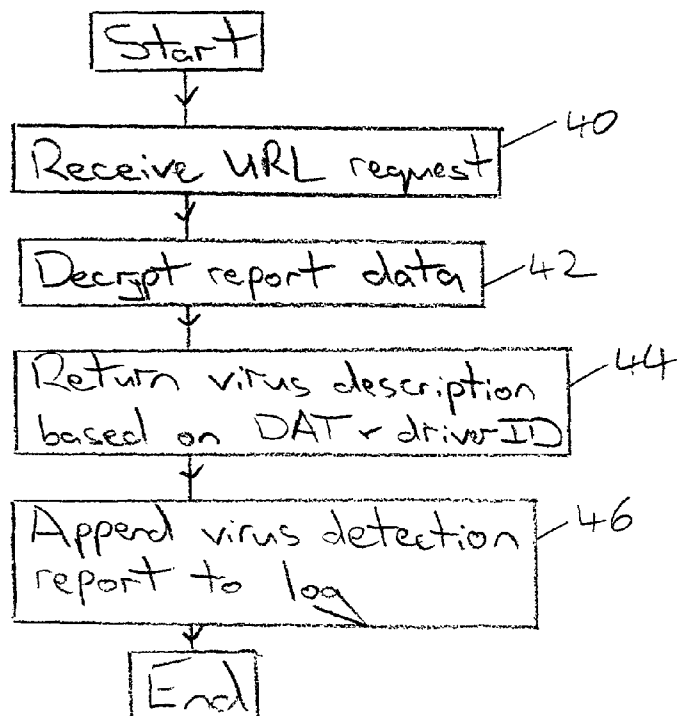 Start
40
Receive URL request
Decrypt report data
42
Return virus description
44
based on DAT & driver ID
Append virus detection
46
report to log
End